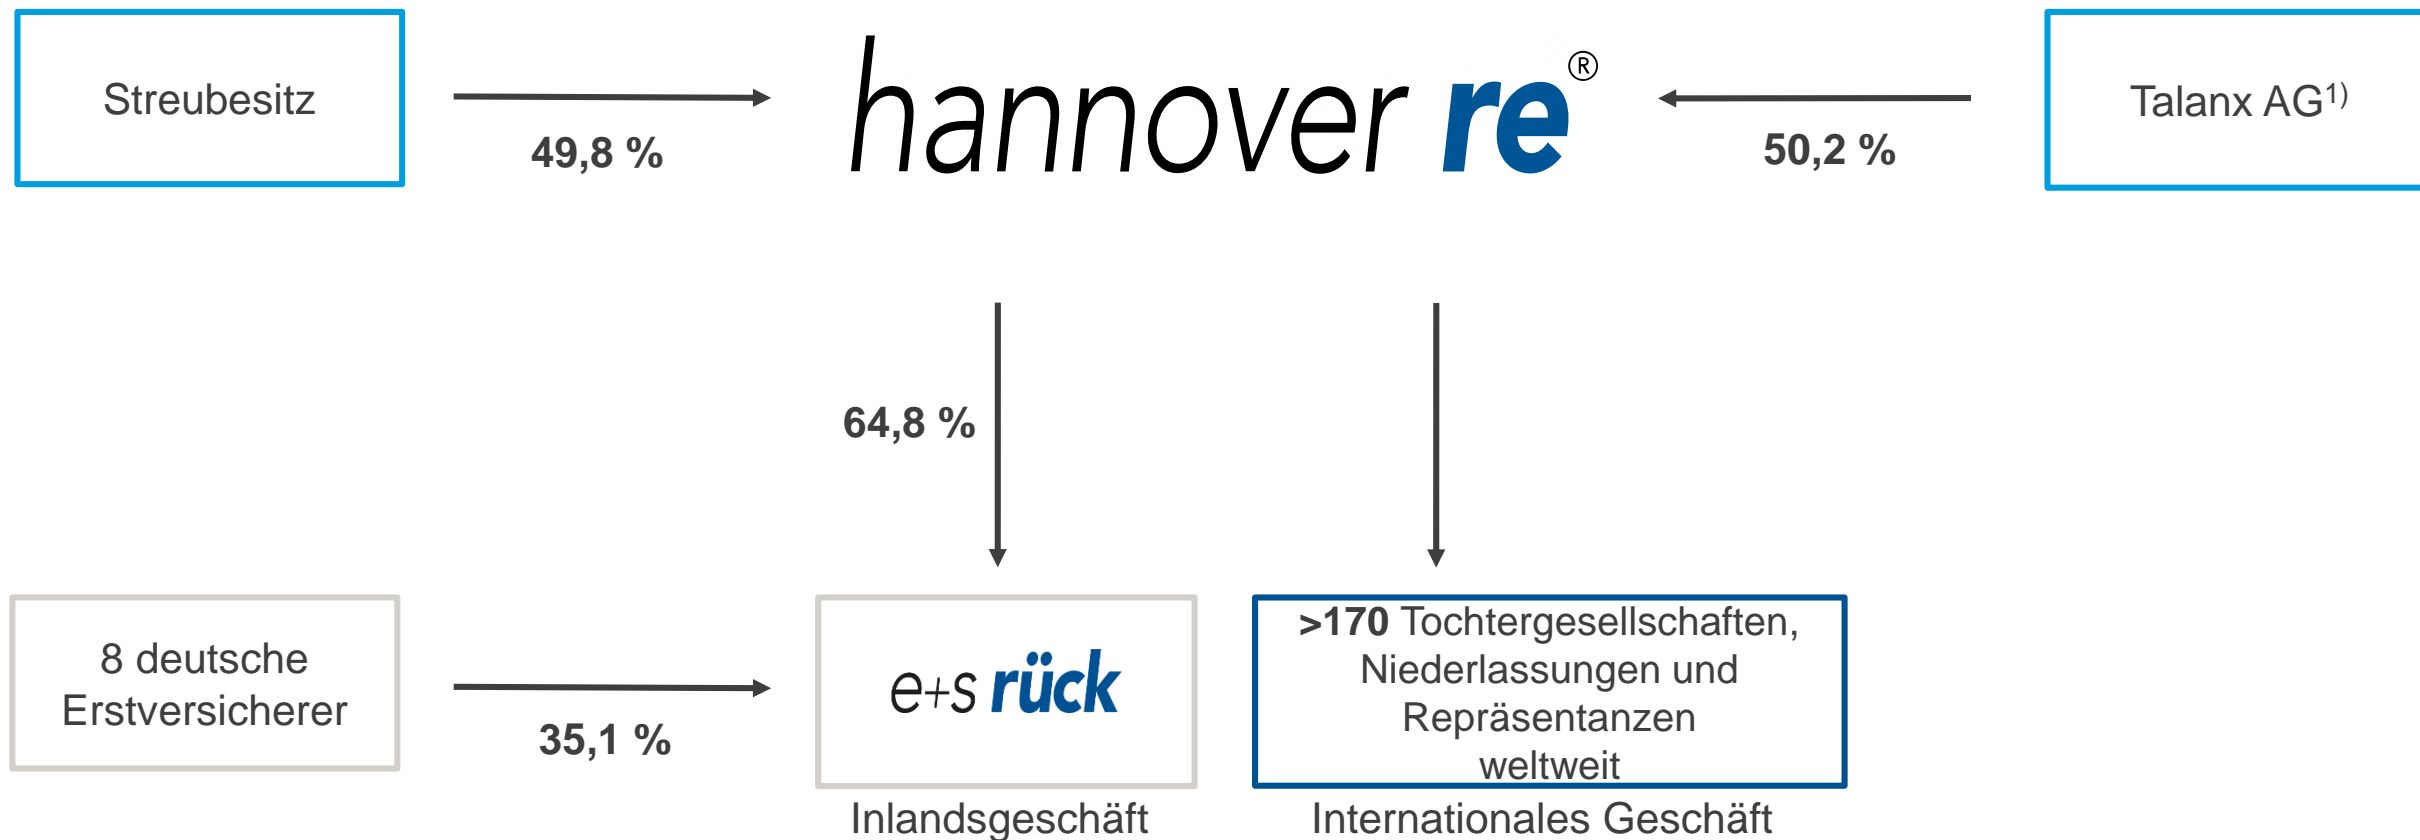 Streubesitz
49,8 %
hannover re®
50,2 %
Talanx AG¹⁾
64,8 %
8 deutsche
Erstversicherer
35,1 %
e+s rück
>170 Tochtergesellschaften,
Niederlassungen und
Repräsentanzen
weltweit
Inlandsgeschäft
Internationales Geschäft